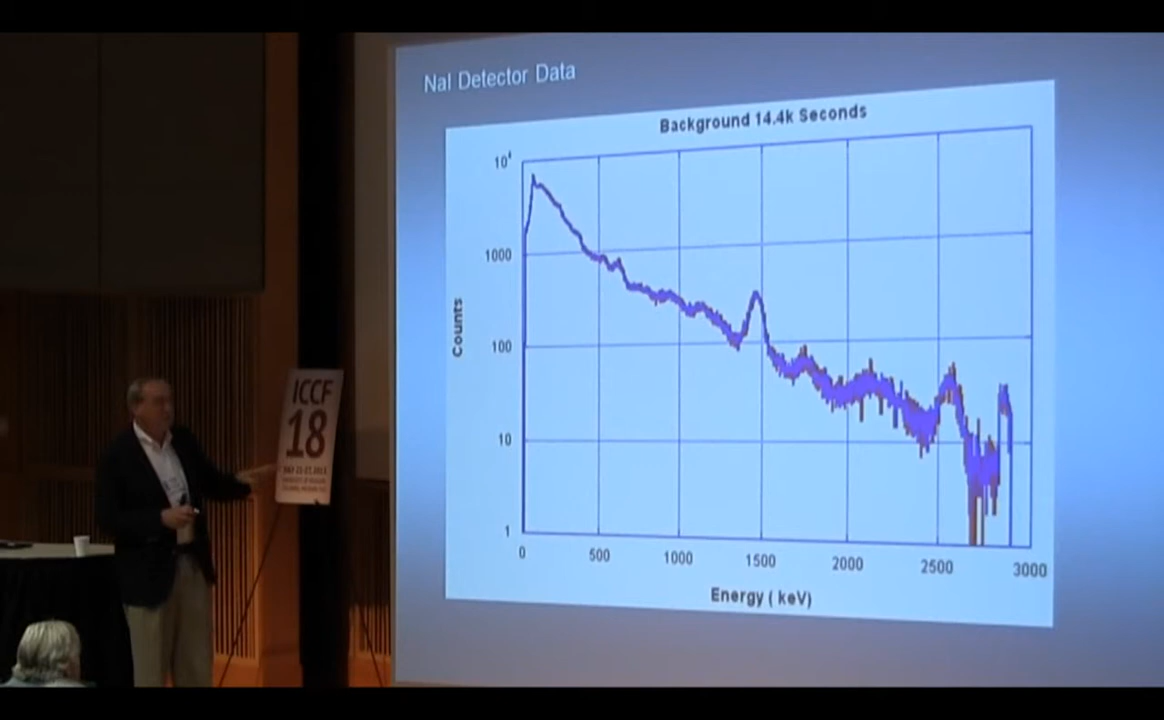 NaI Detector Data
Background 14.4k Seconds
10⁴
1000
100
10
1
Counts
0 500 1000 1500 2000 2500 3000
Energy ( keV)
ICCF
18